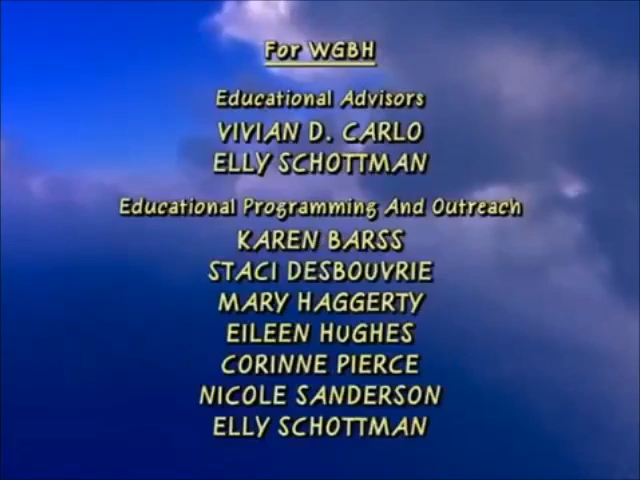 For WGBH
Educational Advisors
VIVIAN D. CARLO
ELLY SCHOTTMAN
Educational Programming And Outreach
KAREN BARSS
STACI DESBOUVRIE
MARY HAGGERTY
EILEEN HUGHES
CORINNE PIERCE
NICOLE SANDERSON
ELLY SCHOTTMAN